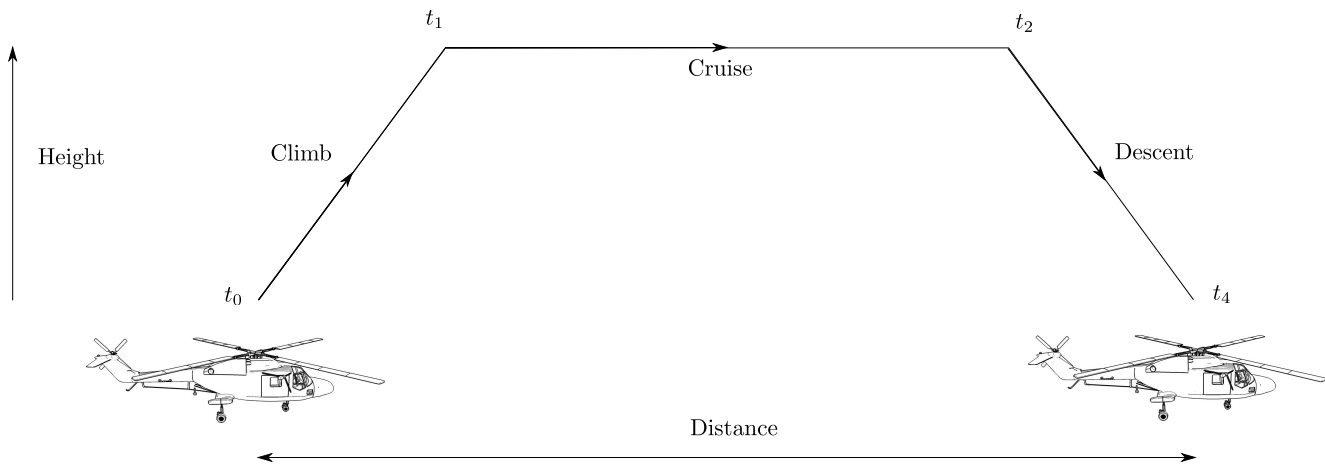 t₁
t₂
Cruise
Height
Climb
Descent
t₀
t₄
Distance